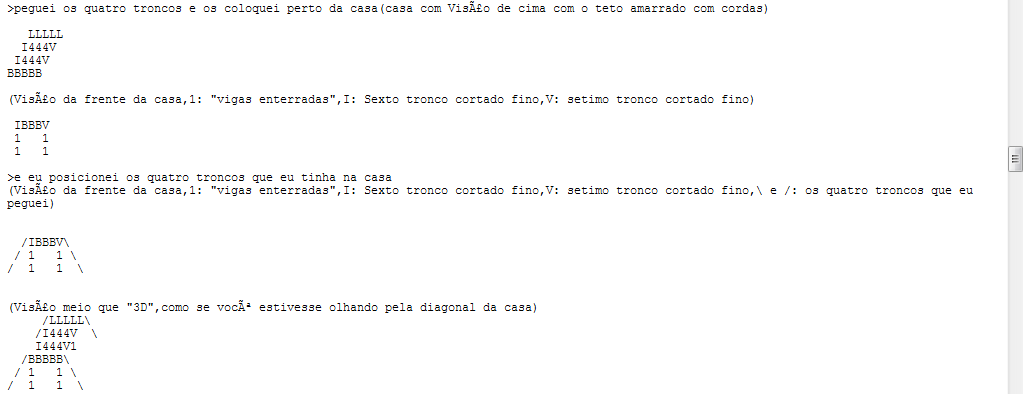 >peguei os quatro troncos e os coloquei perto da casa(casa com VisÃ£o de cima com o teto amarrado com cordas)
   LLLLL
  I444V
 I444V
BBBBB
(VisÃ£o da frente da casa,1: "vigas enterradas",I: Sexto tronco cortado fino,V: setimo tronco cortado fino)
 IBBBV
 1   1
 1   1
>e eu posicionei os quatro troncos que eu tinha na casa
(VisÃ£o da frente da casa,1: "vigas enterradas",I: Sexto tronco cortado fino,V: setimo tronco cortado fino,\ e /: os quatro troncos que eu
peguei)
  /IBBBV\
 / 1   1 \
/  1   1  \
(VisÃ£o meio que "3D",como se vocÃª estivesse olhando pela diagonal da casa)
     /LLLLL\
    /I444V  \
    I444V1
  /BBBBB\
 / 1   1 \
/  1   1  \